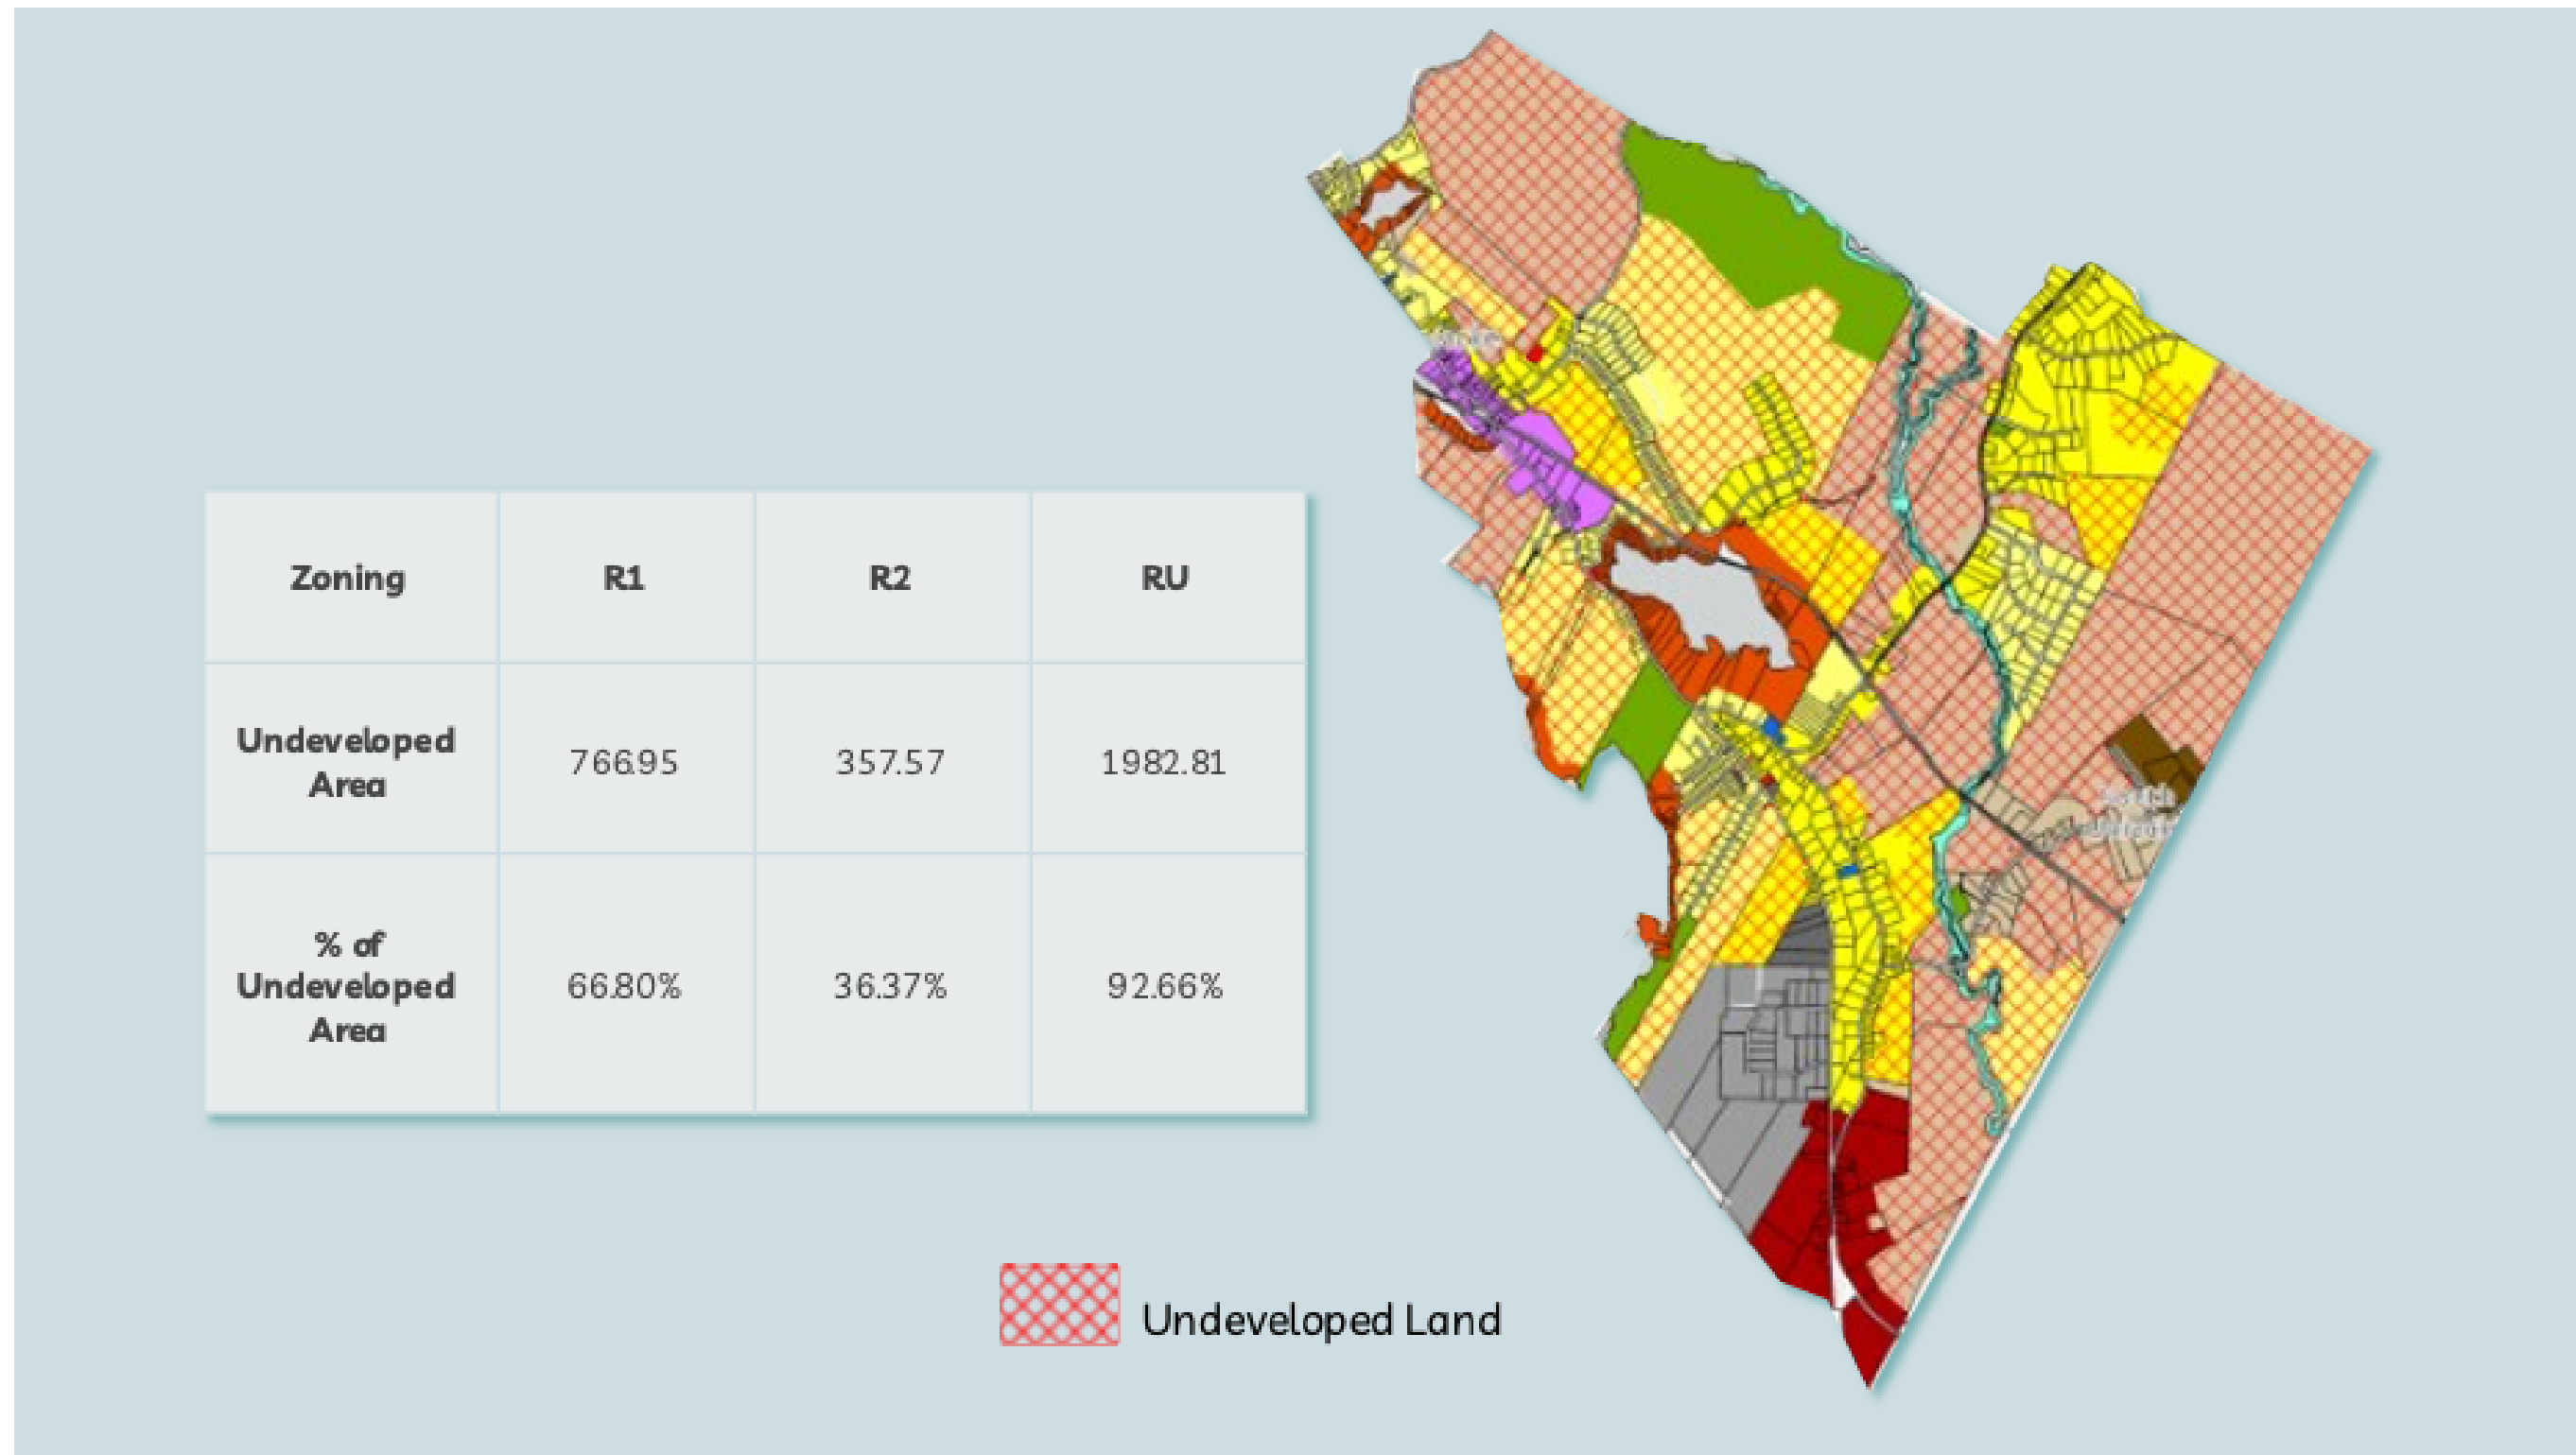 Zoning
R1
R2
RU
Undeveloped
Area
766.95
357.57
1982.81
% of
Undeveloped
Area
66.80%
36.37%
92.66%
Undeveloped Land